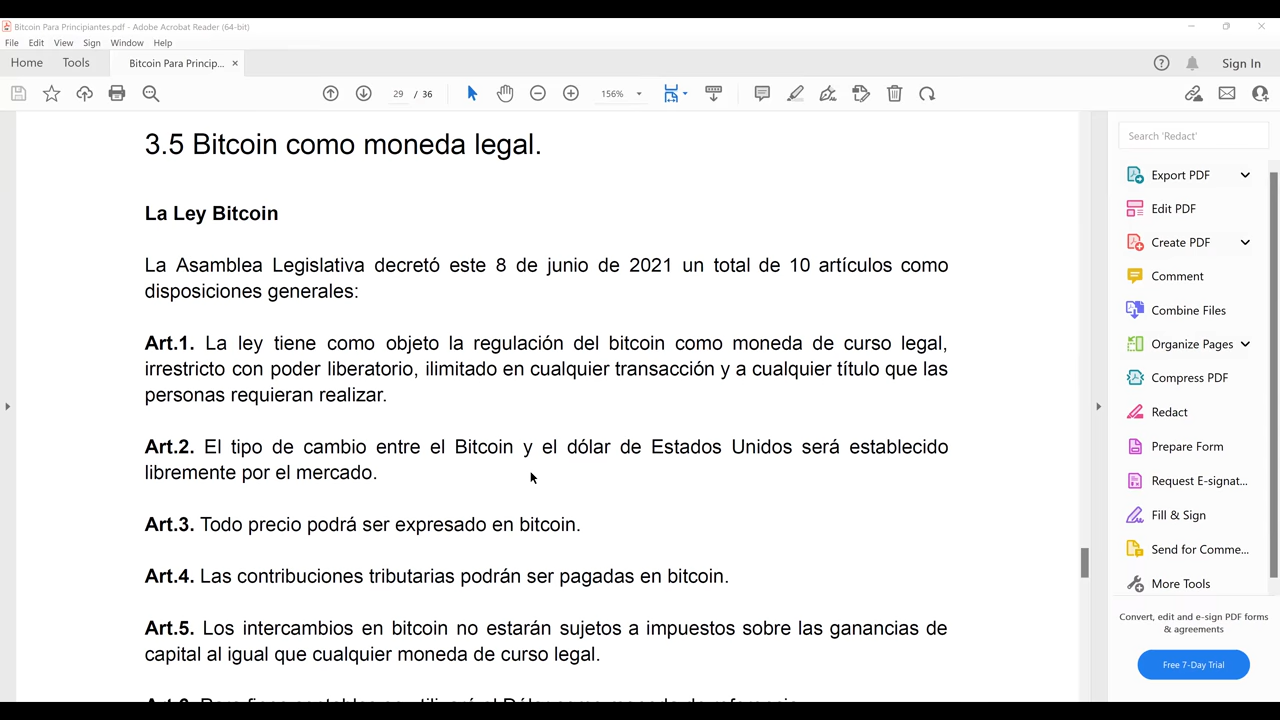 Bitcoin Para Principiantes.pdf - Adobe Acrobat Reader (64-bit)
File Edit View Sign Window Help
Home Tools Bitcoin Para Princip... × Sign In
29 / 36 156%
3.5 Bitcoin como moneda legal.
La Ley Bitcoin
La Asamblea Legislativa decretó este 8 de junio de 2021 un total de 10 artículos como
disposiciones generales:
Art.1. La ley tiene como objeto la regulación del bitcoin como moneda de curso legal,
irrestricto con poder liberatorio, ilimitado en cualquier transacción y a cualquier título que las
personas requieran realizar.
Art.2. El tipo de cambio entre el Bitcoin y el dólar de Estados Unidos será establecido
libremente por el mercado.
Art.3. Todo precio podrá ser expresado en bitcoin.
Art.4. Las contribuciones tributarias podrán ser pagadas en bitcoin.
Art.5. Los intercambios en bitcoin no estarán sujetos a impuestos sobre las ganancias de
capital al igual que cualquier moneda de curso legal.
Search 'Redact'
Export PDF
Edit PDF
Create PDF
Comment
Combine Files
Organize Pages
Compress PDF
Redact
Prepare Form
Request E-signat...
Fill & Sign
Send for Comme...
More Tools
Convert, edit and e-sign PDF forms
& agreements
Free 7-Day Trial